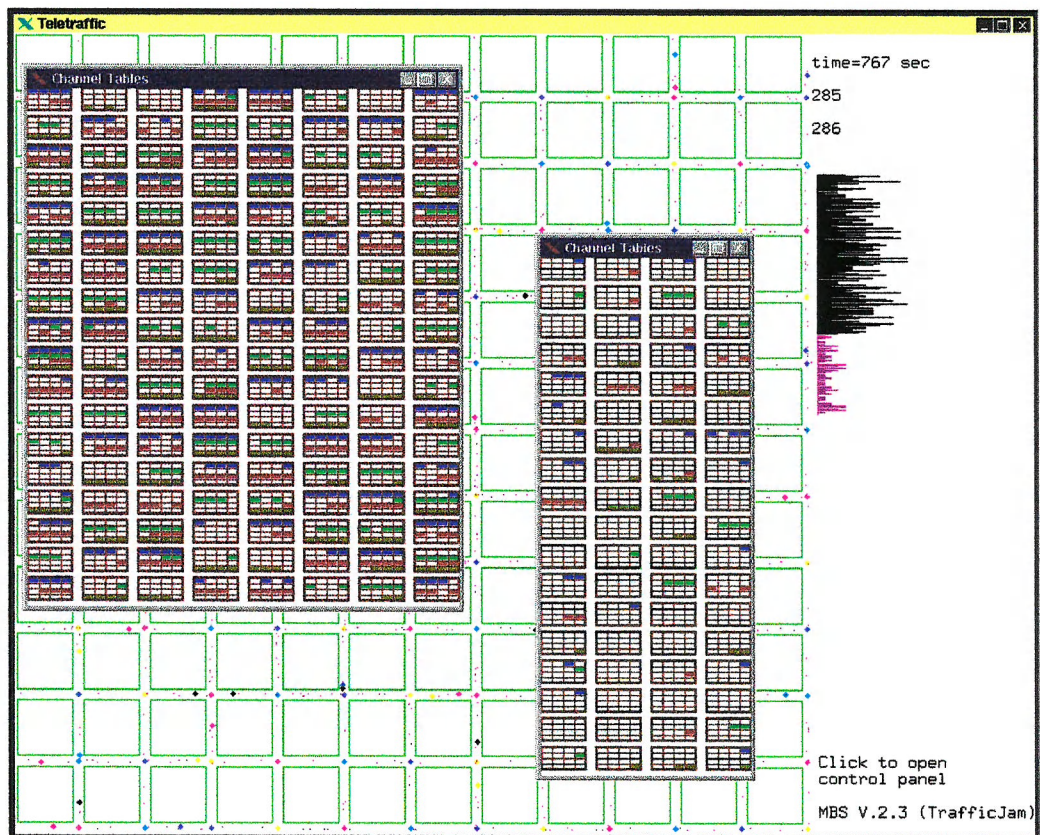 Teletraffic
Channel Tables
Channel Tables
time=767 sec
285
286
Click to open
control panel
MBS V.2.3 (TrafficJam)